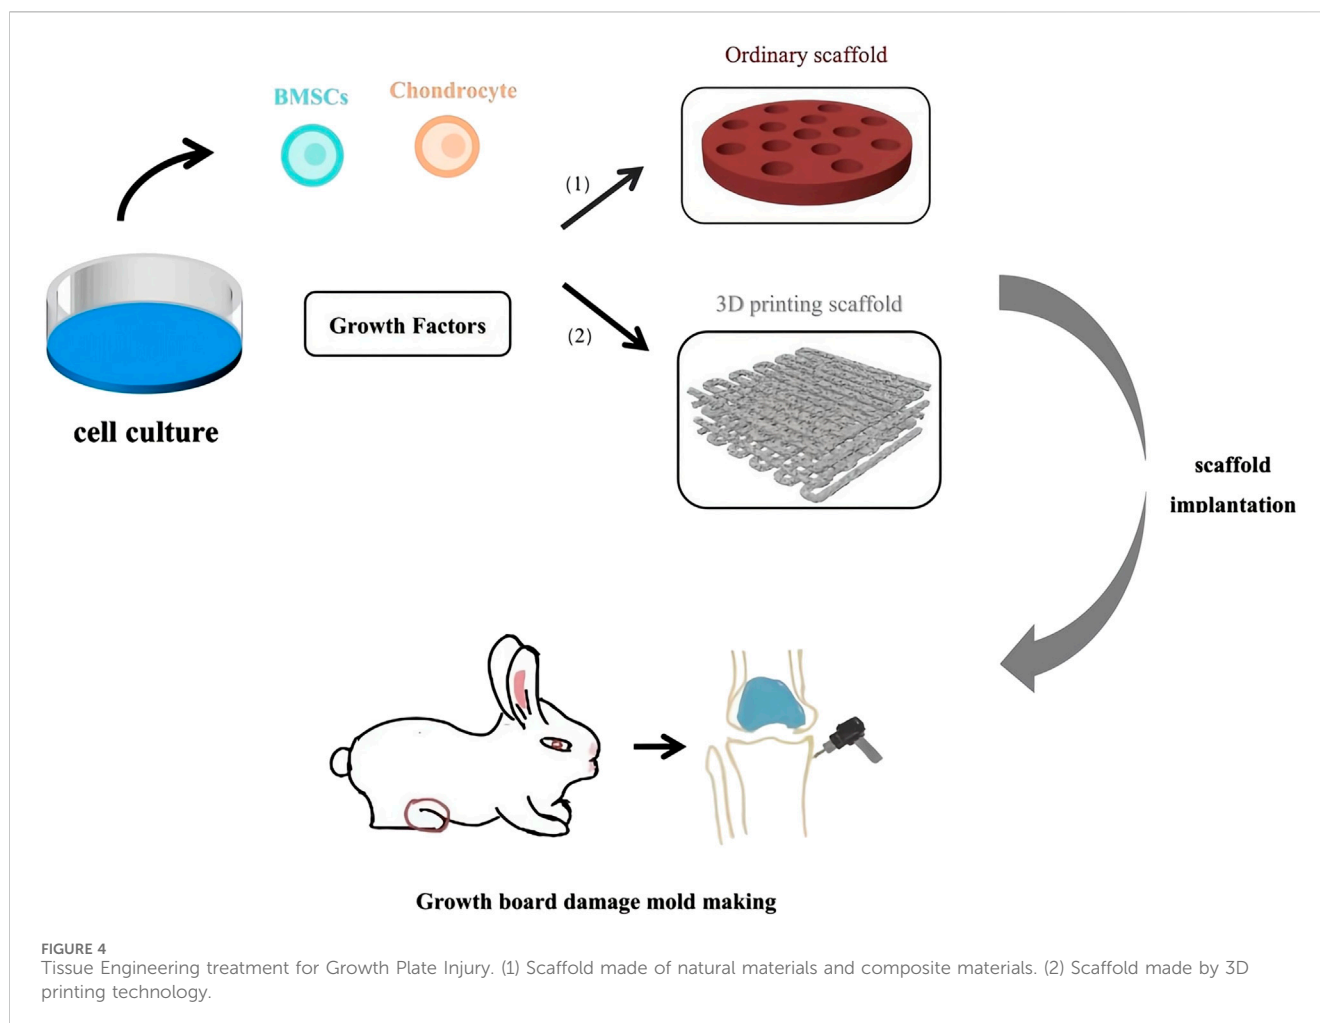 Ordinary scaffold
BMSCs
Chondrocyte
(1)
Growth Factors
(2)
3D printing scaffold
cell culture
scaffold
implantation
Growth board damage mold making
FIGURE 4
Tissue Engineering treatment for Growth Plate Injury. (1) Scaffold made of natural materials and composite materials. (2) Scaffold made by 3D
printing technology.